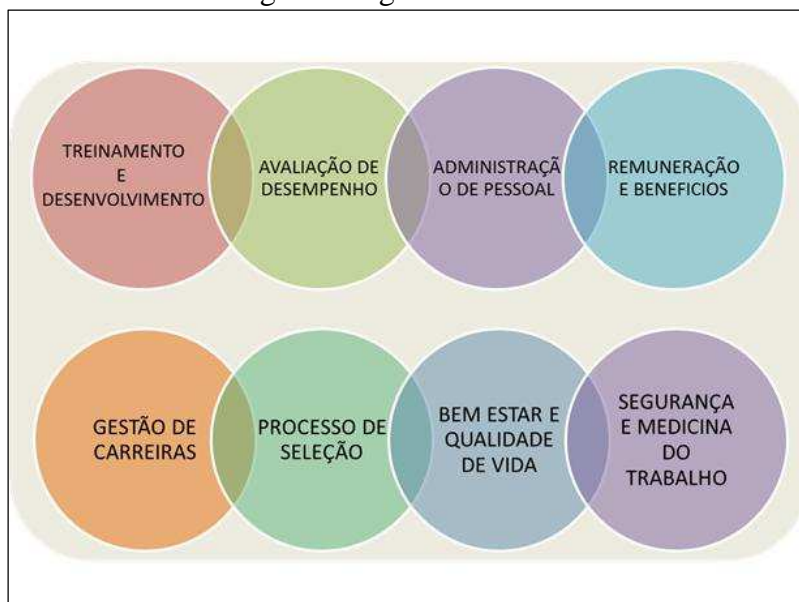 TREINAMENTO
E
DESENVOLVIMENTO
AVALIAÇÃO DE
DESEMPENHO
ADMINISTRAÇÃ
O DE PESSOAL
REMUNERAÇÃO
E BENEFICIOS
GESTÃO DE
CARREIRAS
PROCESSO DE
SELEÇÃO
BEM ESTAR E
QUALIDADE
DE VIDA
SEGURANÇA
E MEDICINA
DO
TRABALHO